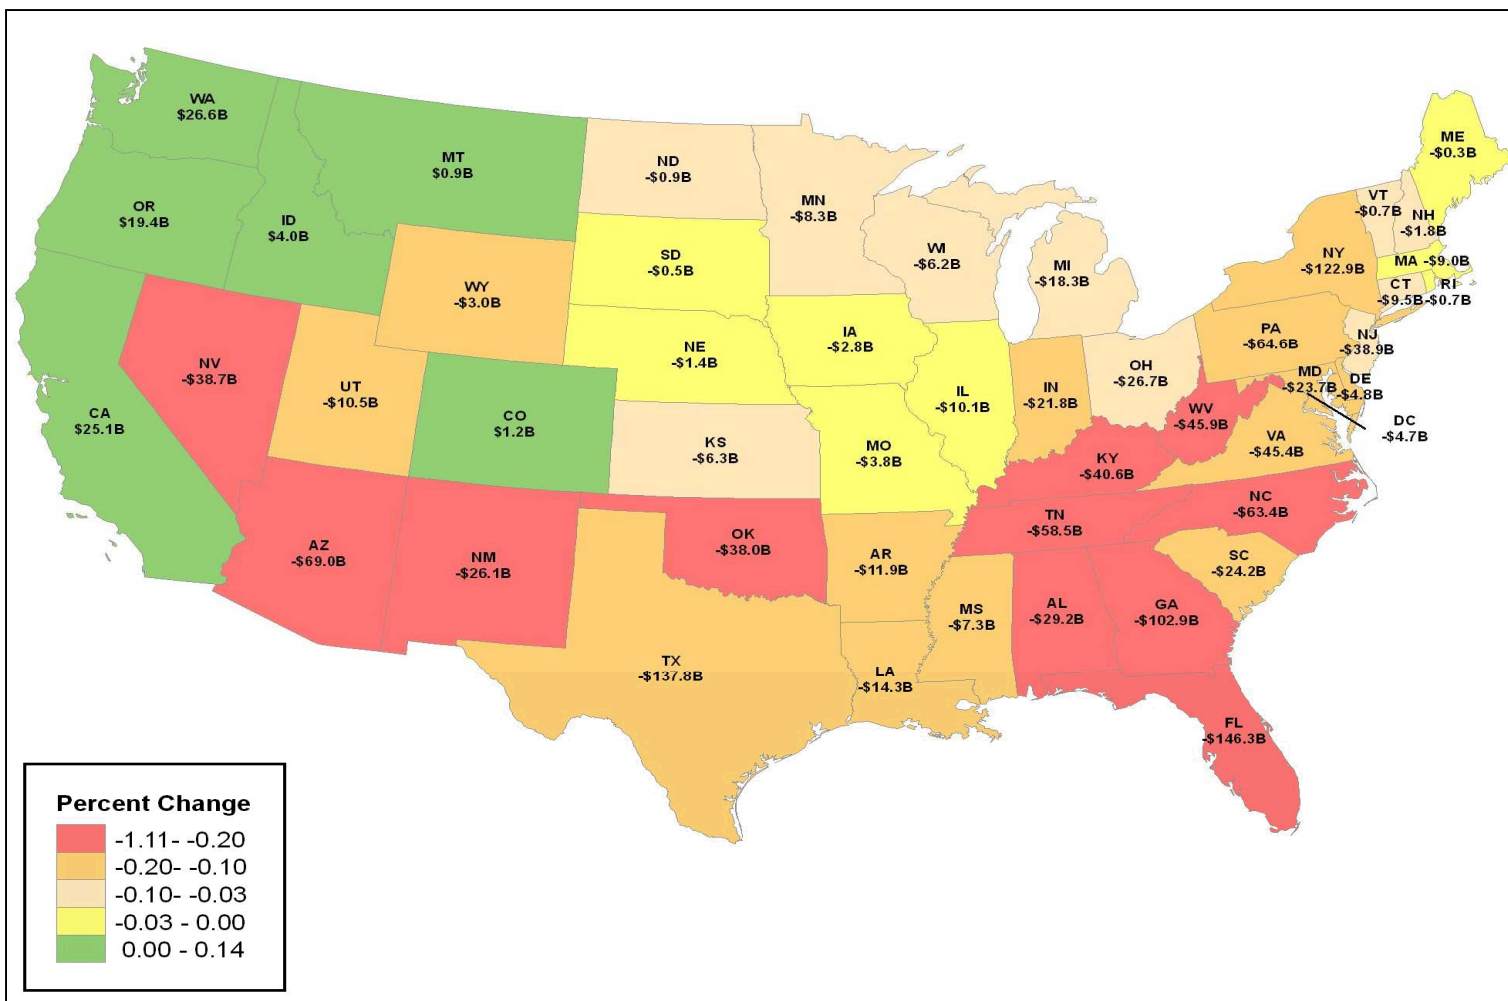 WA
$26.6B
MT
$0.9B
ND
-$0.9B
MN
-$8.3B
ME
-$0.3B
OR
$19.4B
ID
$4.0B
VT
-$0.7B
NH
-$1.8B
WI
-$6.2B
MI
-$18.3B
NY
-$122.9B
MA -$9.0B
SD
-$0.5B
WY
-$3.0B
CT
-$9.5B
RI
-$0.7B
IA
-$2.8B
PA
-$64.6B
NJ
-$38.9B
NE
-$1.4B
NV
-$38.7B
UT
-$10.5B
OH
-$26.7B
IN
-$21.8B
IL
-$10.1B
MD
-$23.7B
DE
-$4.8B
DC
-$4.7B
CA
$25.1B
CO
$1.2B
WV
-$45.9B
VA
-$45.4B
KS
-$6.3B
MO
-$3.8B
KY
-$40.6B
NC
-$63.4B
TN
-$58.5B
AZ
-$69.0B
NM
-$26.1B
OK
-$38.0B
AR
-$11.9B
SC
-$24.2B
MS
-$7.3B
AL
-$29.2B
GA
-$102.9B
TX
-$137.8B
LA
-$14.3B
FL
-$146.3B
Percent Change
-1.11- -0.20
-0.20- -0.10
-0.10- -0.03
-0.03 - 0.00
0.00 - 0.14